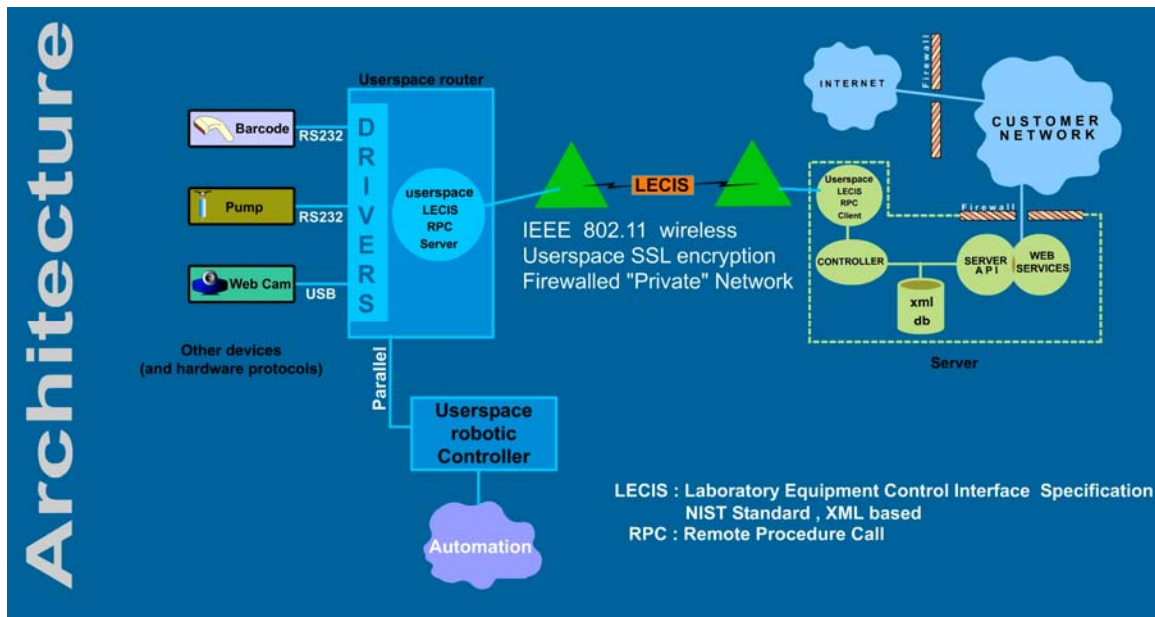 Architecture
Userspace router
Barcode
RS232
Pump
RS232
Web Cam
USB
DRIVERS
userspace
LECIS
RPC
Server
Other devices
(and hardware protocols)
Parallel
Userspace
robotic
Controller
Automation
LECIS
IEEE 802.11 wireless
Userspace SSL encryption
Firewalled "Private" Network
INTERNET
Firewall
CUSTOMER
NETWORK
Userspace
LECIS
RPC
Client
Firewall
CONTROLLER
SERVER
API
WEB
SERVICES
xml
db
Server
LECIS : Laboratory Equipment Control Interface Specification
NIST Standard , XML based
RPC : Remote Procedure Call